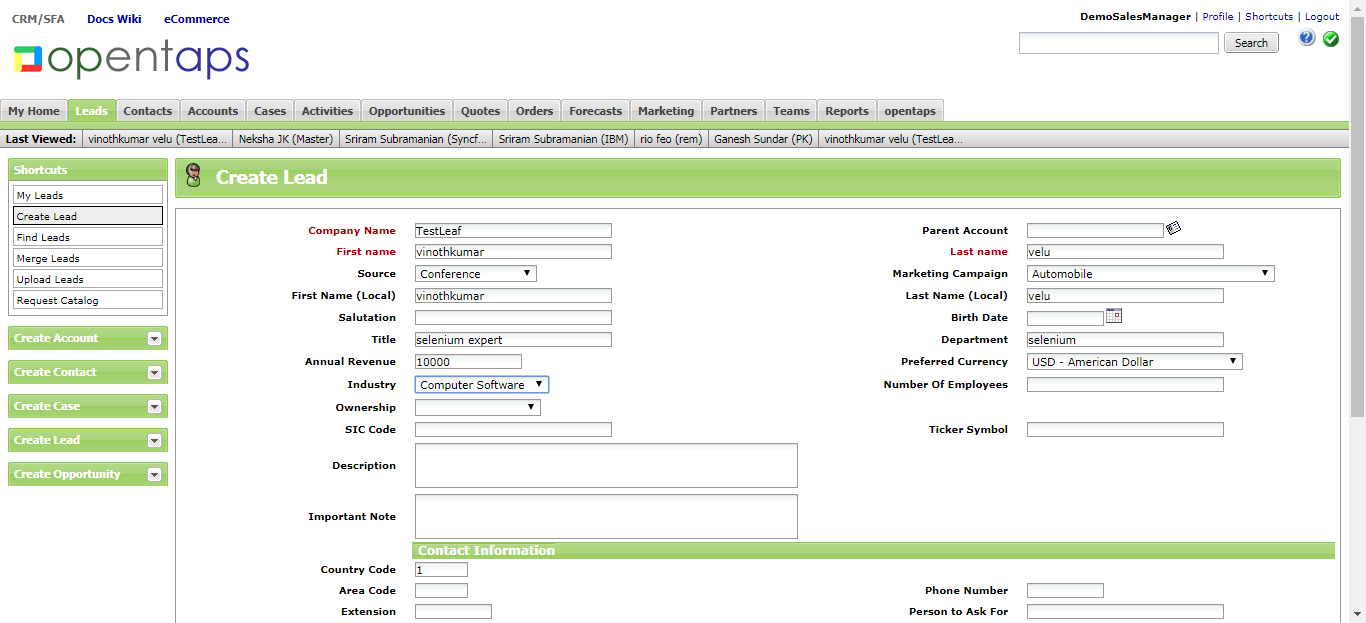 CRM/SFA Docs Wiki eCommerce
DemoSalesManager | Profile | Shortcuts | Logout
opentaps
Search
My Home Leads Contacts Accounts Cases Activities Opportunities Quotes Orders Forecasts Marketing Partners Teams Reports opentaps
Last Viewed: vinothkumar velu (TestLea... Neksha JK (Master) Sriram Subramanian (Syncf... Sriram Subramanian (IBM) rio feo (rem) Ganesh Sundar (PK) vinothkumar velu (TestLea...
Shortcuts
My Leads
Create Lead
Find Leads
Merge Leads
Upload Leads
Request Catalog
Create Account
Create Contact
Create Case
Create Lead
Create Opportunity
Create Lead
Company Name TestLeaf Parent Account
First name vinothkumar Last name velu
Source Conference Marketing Campaign Automobile
First Name (Local) vinothkumar Last Name (Local) velu
Salutation Birth Date
Title selenium expert Department selenium
Annual Revenue 10000 Preferred Currency USD - American Dollar
Industry Computer Software Number Of Employees
Ownership
SIC Code Ticker Symbol
Description
Important Note
Contact Information
Country Code 1
Area Code Phone Number
Extension Person to Ask For